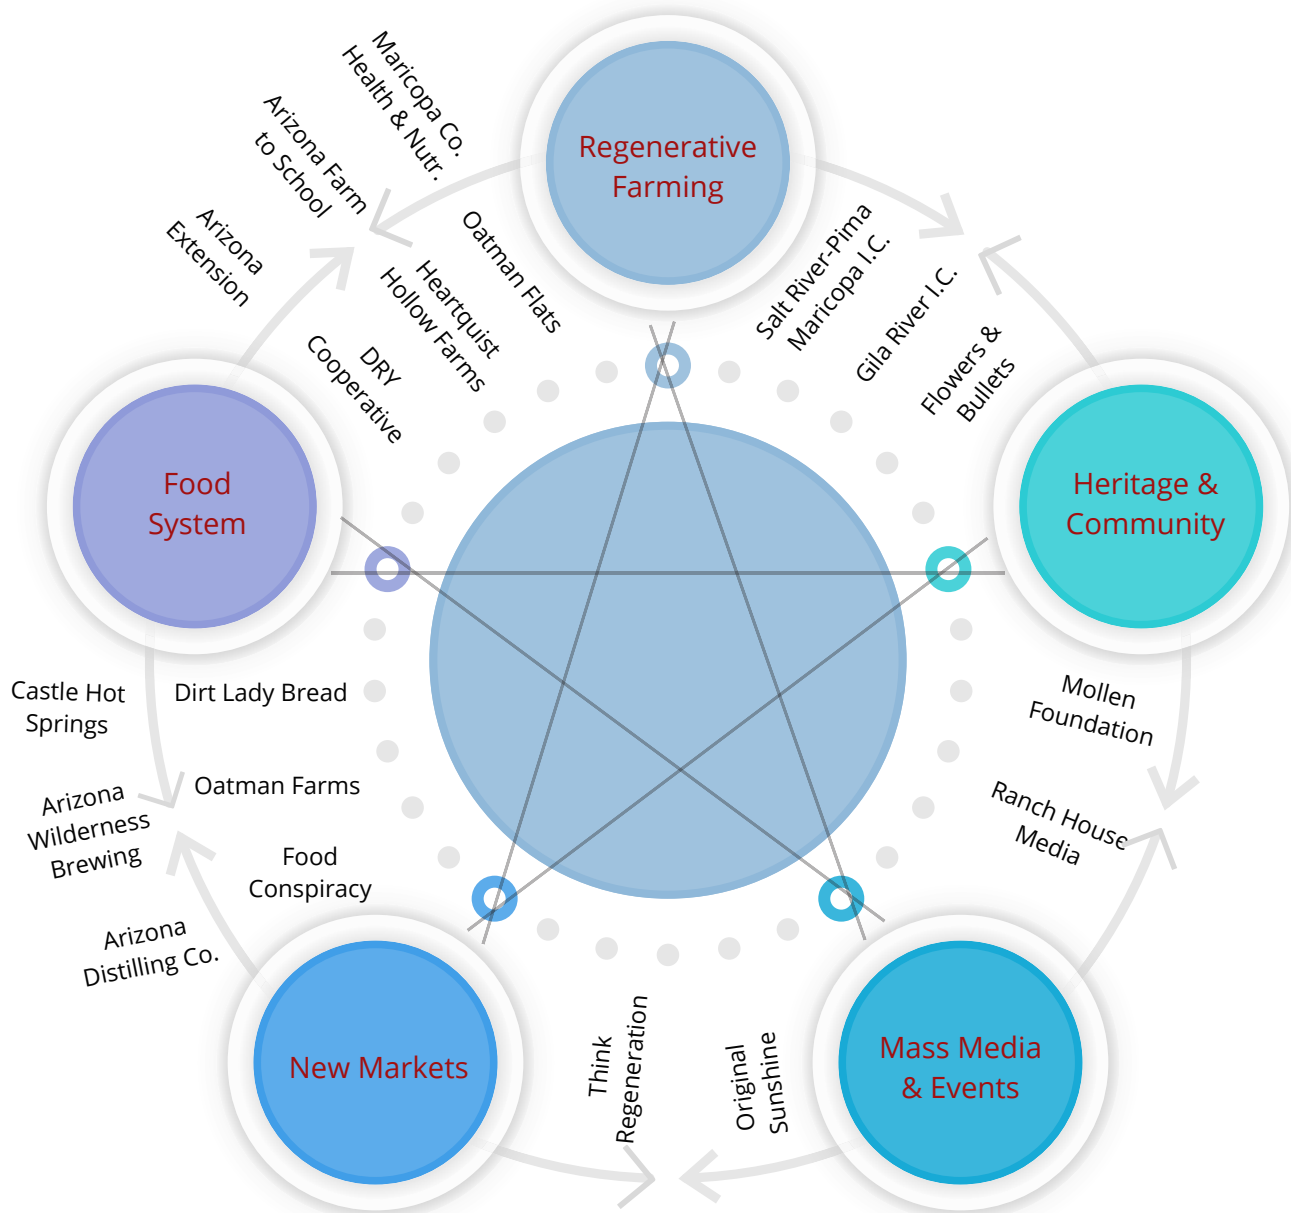 Maricopa Co.
Health & Nutr.
Arizona Farm
to School
Arizona
Extension
Regenerative
Farming
Oatman Flats
Heartquist
Hollow Farms
DRY
Cooperative
Salt River-Pima
Maricopa I.C.
Gila River I.C.
Flowers &
Bullets
Food
System
Heritage &
Community
Castle Hot
Springs
Dirt Lady Bread
Mollen
Foundation
Arizona
Wilderness
Brewing
Oatman Farms
Ranch House
Media
Food
Conspiracy
Arizona
Distilling Co.
New Markets
Think
Regeneration
Original
Sunshine
Mass Media
& Events